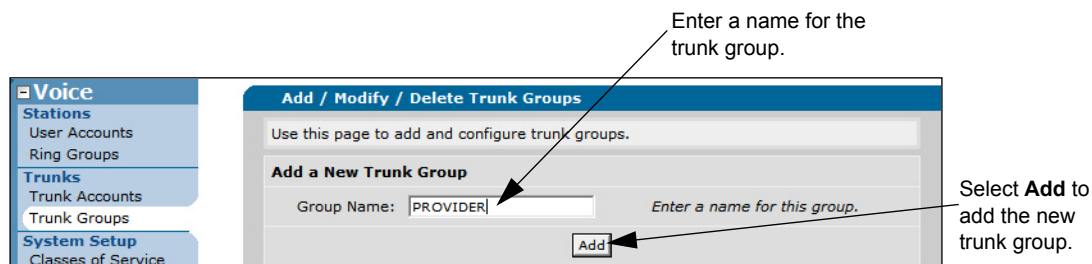 Enter a name for the
trunk group.
Voice
Stations
User Accounts
Ring Groups
Trunks
Trunk Accounts
Trunk Groups
System Setup
Classes of Service
Add / Modify / Delete Trunk Groups
Use this page to add and configure trunk groups.
Add a New Trunk Group
Group Name: PROVIDER Enter a name for this group.
Add
Select Add to
add the new
trunk group.